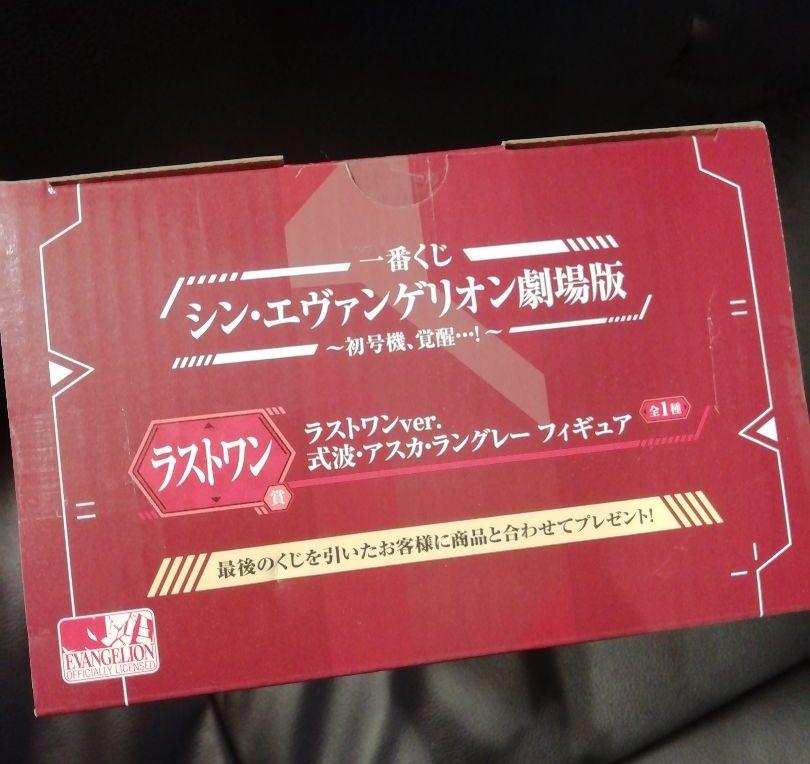 一番くじ
シン・エヴァンゲリオン劇場版
～初号機、覚醒…!～
ラストワン
賞
ラストワンver.
式波・アスカ・ラングレー フィギュア
全1種
最後のくじを引いたお客様に商品と合わせてプレゼント!
EVANGELION
OFFICIALLY LICENSED